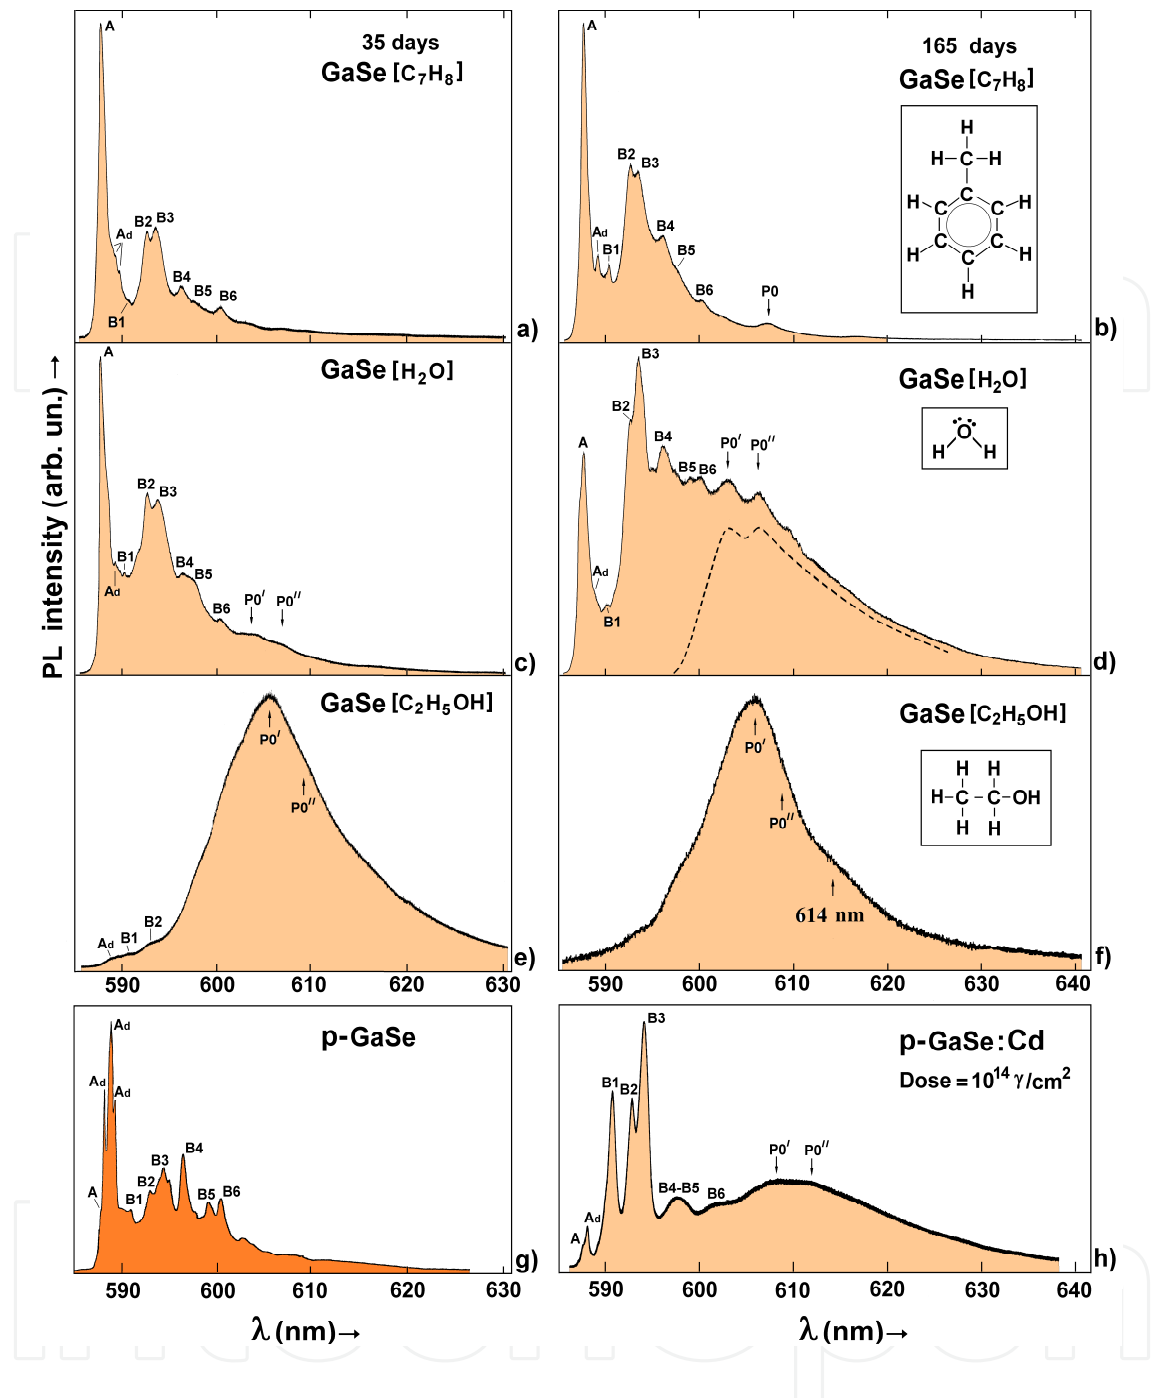 35 days
GaSe [C7H8]
A
Ad
B1
B2
B3
B4
B5
B6
a)
165 days
GaSe [C7H8]
A
Ad
B1
B2
B3
B4
B5
B6
P0
H
H–C–H
H C C C H
H C C C H
H
b)
PL intensity (arb. un.) →
GaSe [H2O]
A
Ad
B1
B2
B3
B4
B5
B6
P0′
P0″
c)
GaSe [H2O]
O
H H
A
Ad
B1
B2
B3
B4
B5
B6
P0′
P0″
d)
GaSe [C2H5OH]
Ad
B1
B2
P0′
P0″
e)
590 600 610 620 630
GaSe [C2H5OH]
H H
H–C–C–OH
H H
P0′
P0″
614 nm
f)
590 600 610 620 630 640
p-GaSe
A
Ad
Ad
Ad
B1
B2
B3
B4
B5
B6
g)
590 600 610 620 630
λ (nm)→
p-GaSe:Cd
Dose = 10¹⁴ γ/cm²
A
Ad
B1
B2
B3
B4-B5
B6
P0′
P0″
h)
590 600 610 620 630 640
λ (nm)→